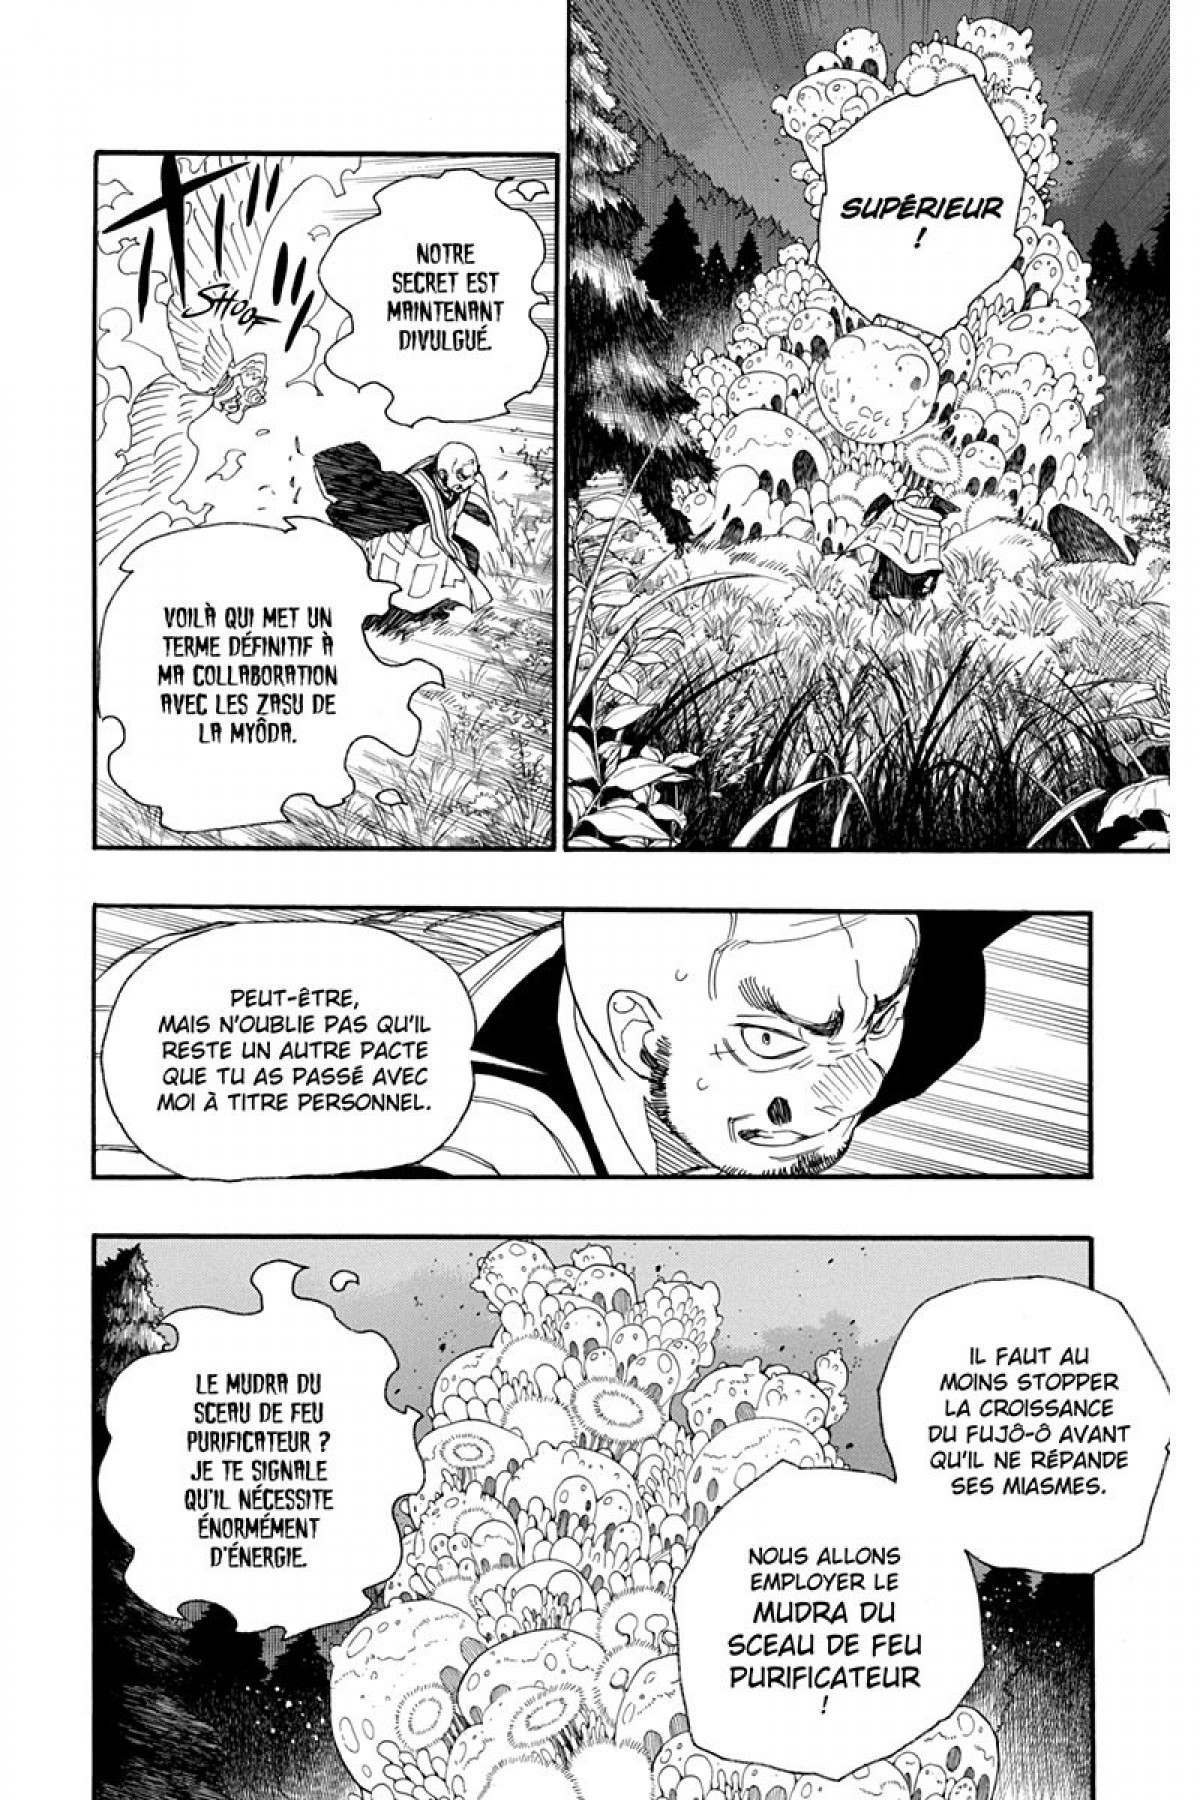 SUPÉRIEUR
!
NOTRE
SECRET EST
MAINTENANT
DIVULGUÉ.
SHOOF
VOILÀ QUI MET UN
TERME DÉFINITIF À
MA COLLABORATION
AVEC LES ZASU DE
LA MYÔDA.
PEUT-ÊTRE,
MAIS N'OUBLIE PAS QU'IL
RESTE UN AUTRE PACTE
QUE TU AS PASSÉ AVEC
MOI À TITRE PERSONNEL.
IL FAUT AU
MOINS STOPPER
LA CROISSANCE
DU FUJÔ-Ô AVANT
QU'IL NE RÉPANDE
SES MIASMES.
NOUS ALLONS
EMPLOYER LE
MUDRA DU
SCEAU DE FEU
PURIFICATEUR
!
LE MUDRA DU
SCEAU DE FEU
PURIFICATEUR ?
JE TE SIGNALE
QU'IL NÉCESSITE
ÉNORMÉMENT
D'ÉNERGIE.